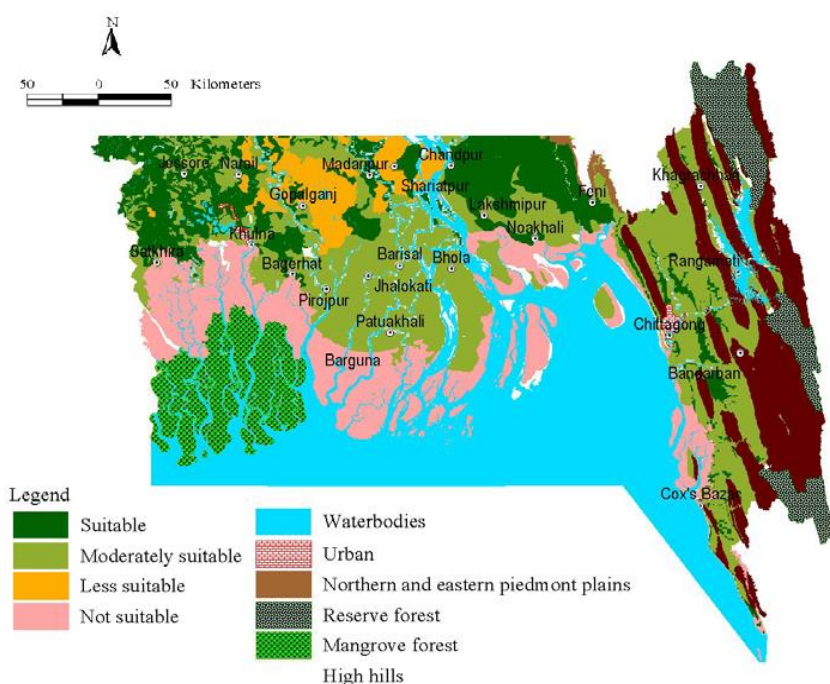 N
50 0 50 Kilometers
Jessore
Narail
Madaripur
Chandpur
Shariatpur
Gopalganj
Lakshmipur
Feni
Khagrachhari
Noakhali
Khulna
Satkhira
Bagerhat
Barisal
Bhola
Rangamati
Pirojpur
Jhalokati
Patuakhali
Chittagong
Barguna
Bandarban
Cox's Bazar
Legend
Suitable
Moderately suitable
Less suitable
Not suitable
Waterbodies
Urban
Northern and eastern piedmont plains
Reserve forest
Mangrove forest
High hills